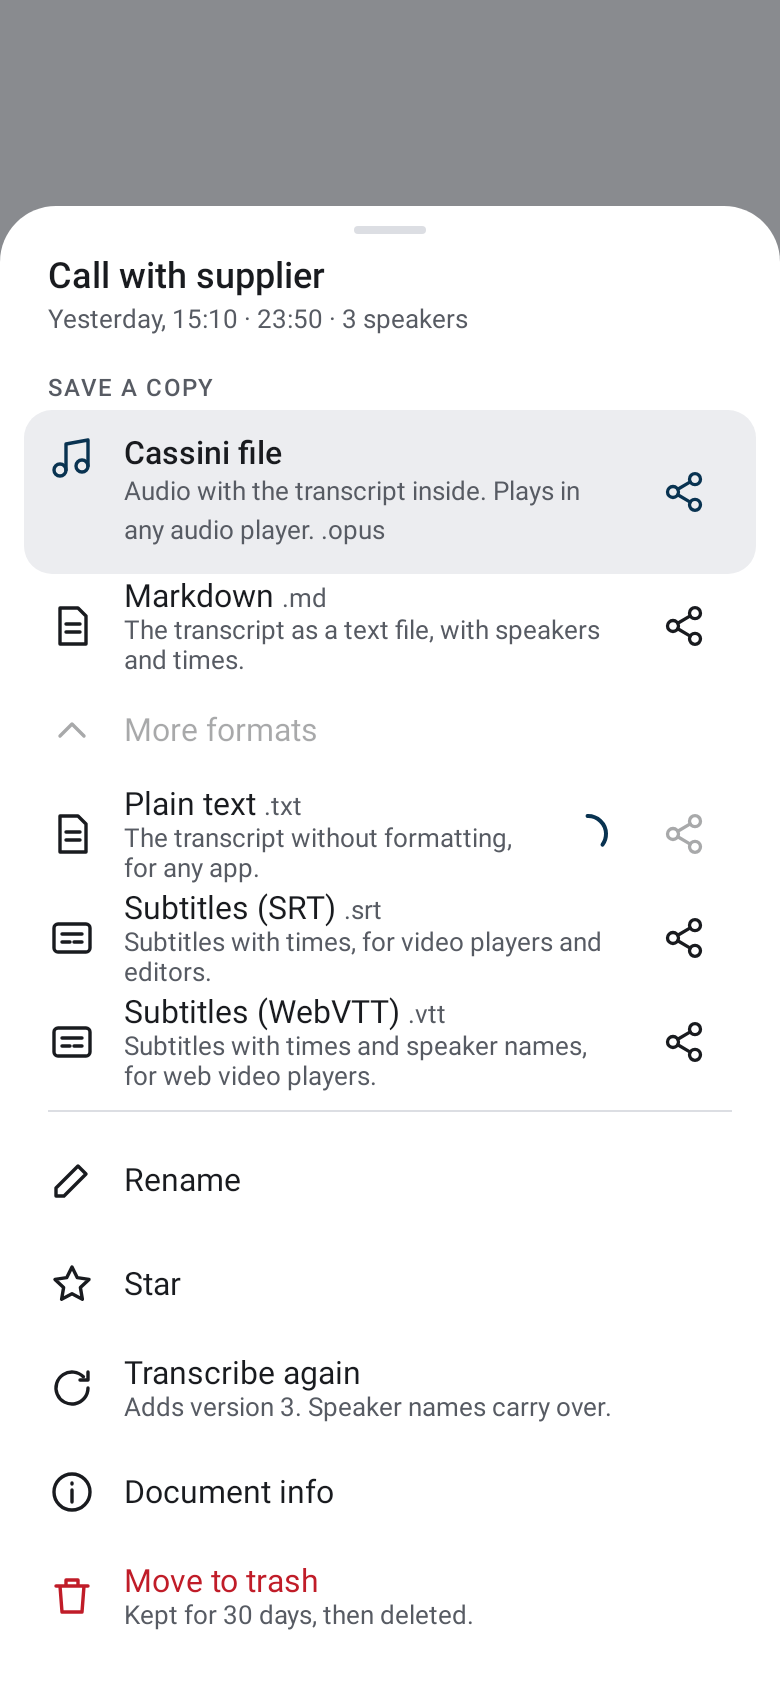 Call with supplier
Yesterday, 15:10 · 23:50 · 3 speakers
SAVE A COPY
Cassini file
Audio with the transcript inside. Plays in
any audio player. .opus
Markdown .md
The transcript as a text file, with speakers
and times.
More formats
Plain text .txt
The transcript without formatting,
for any app.
Subtitles (SRT) .srt
Subtitles with times, for video players and
editors.
Subtitles (WebVTT) .vtt
Subtitles with times and speaker names,
for web video players.
Rename
Star
Transcribe again
Adds version 3. Speaker names carry over.
Document info
Move to trash
Kept for 30 days, then deleted.